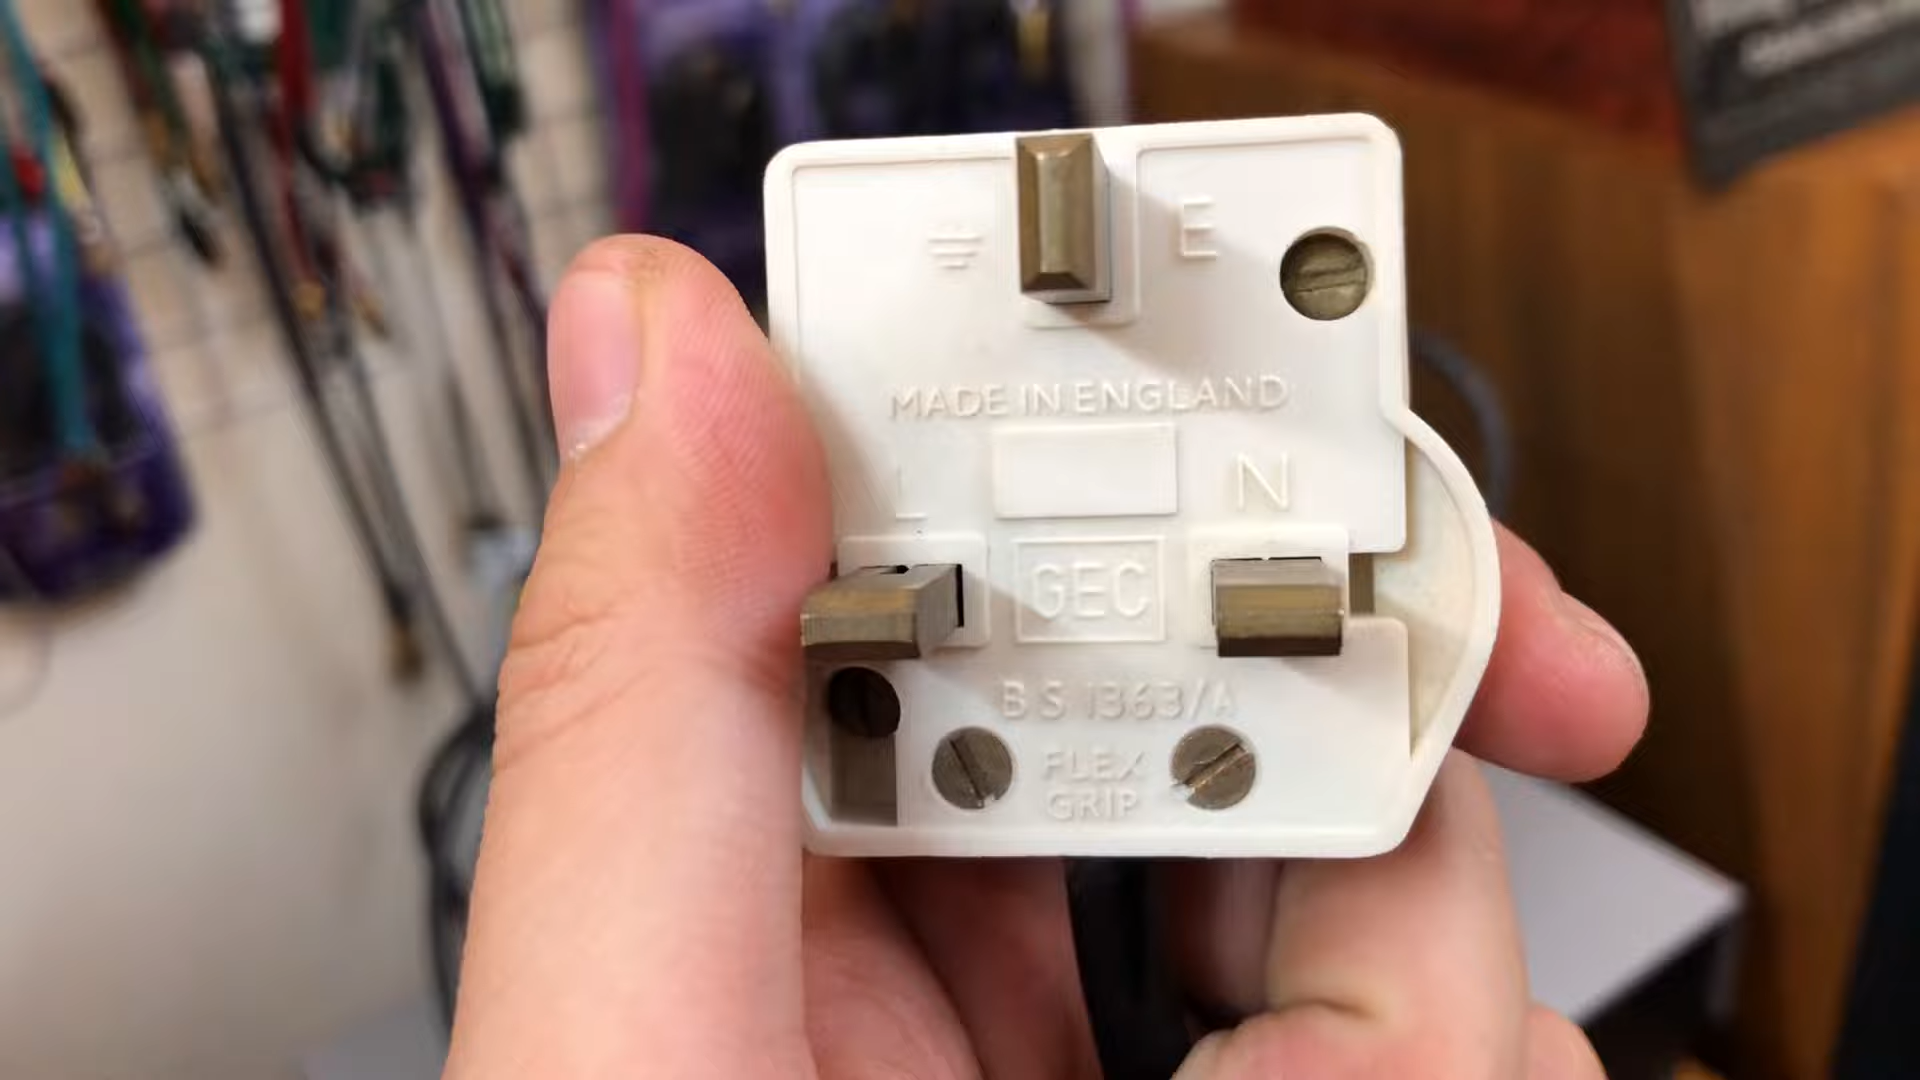 E
MADE IN ENGLAND
L N
GEC
BS 1363/A
FLEX
GRIP